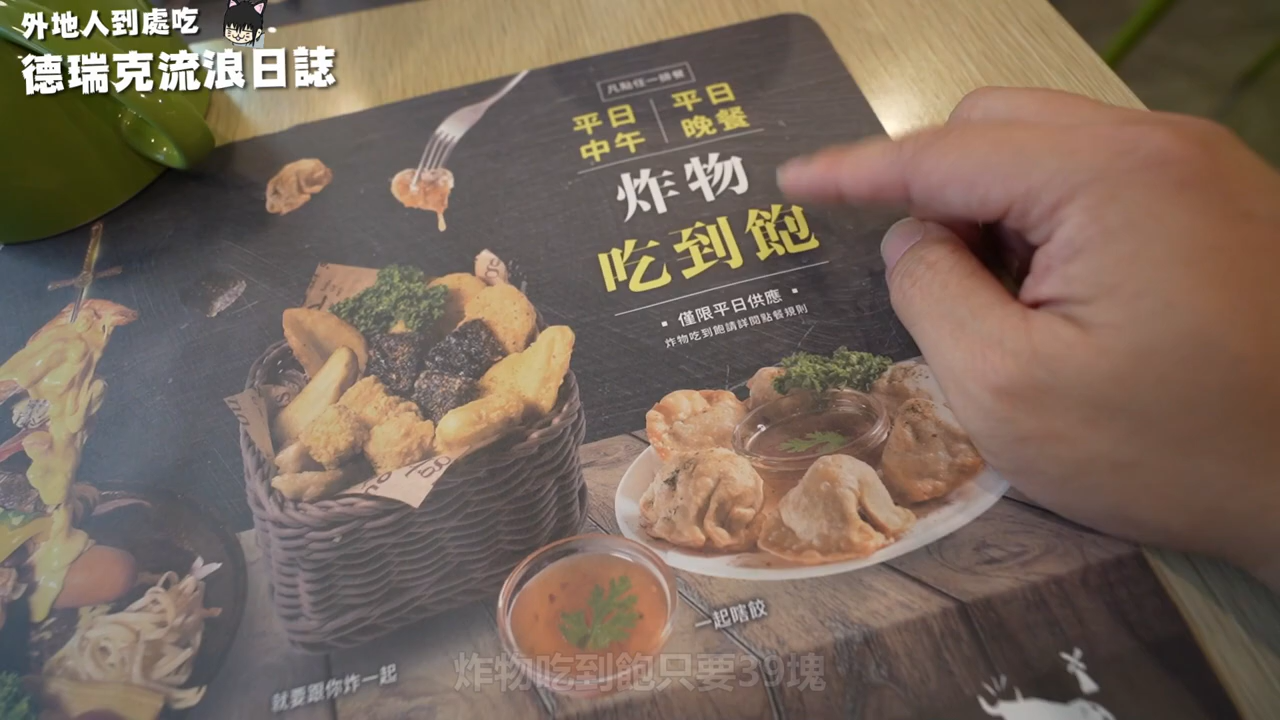 外地人到處吃
德瑞克流浪日誌
凡點任一鍋餐
平日 平日
中午 晚餐
炸物
吃到飽
僅限平日供應
炸物吃到飽請詳閱點餐規則
一起瞎餃
就要跟你炸一起
炸物吃到飽只要39塊